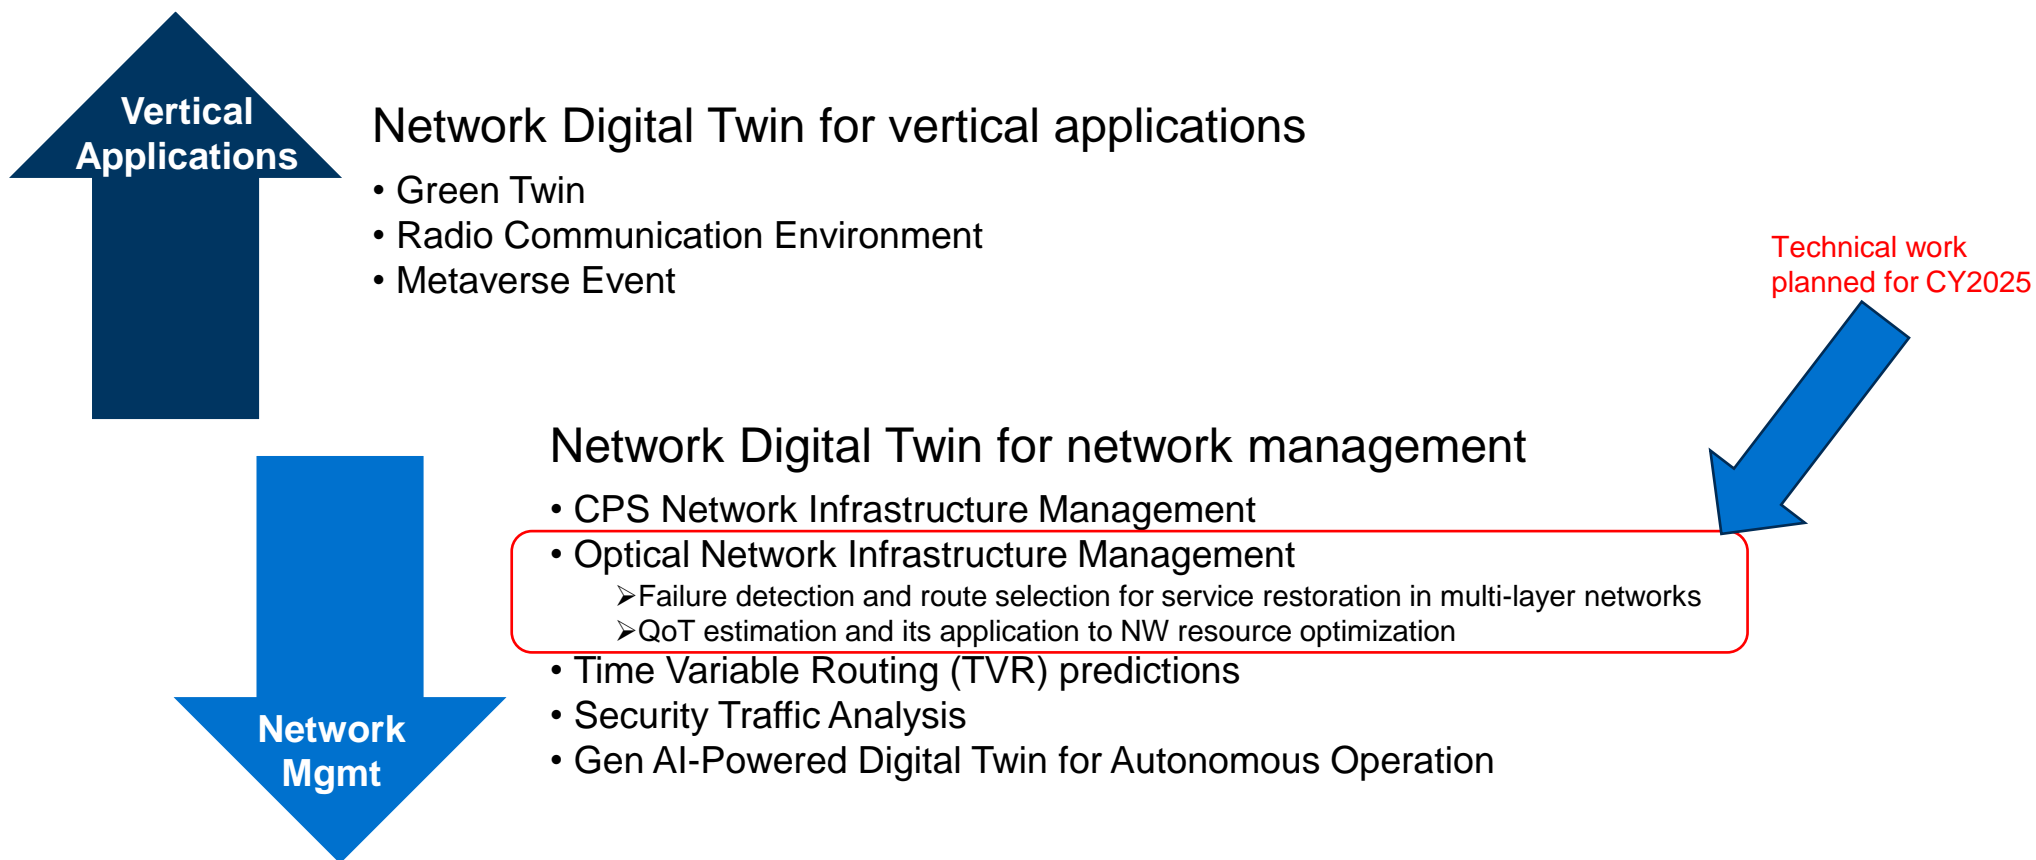 Vertical
Applications
Network Digital Twin for vertical applications
• Green Twin
• Radio Communication Environment
• Metaverse Event
Technical work
planned for CY2025
Network Digital Twin for network management
• CPS Network Infrastructure Management
• Optical Network Infrastructure Management
➢Failure detection and route selection for service restoration in multi-layer networks
➢QoT estimation and its application to NW resource optimization
• Time Variable Routing (TVR) predictions
• Security Traffic Analysis
• Gen AI-Powered Digital Twin for Autonomous Operation
Network
Mgmt